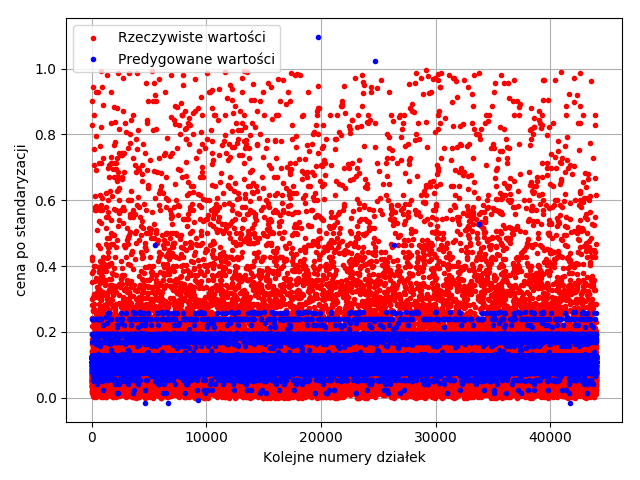 Rzeczywiste wartości
Predygowane wartości
cena po standaryzacji
1.0
0.8
0.6
0.4
0.2
0.0
0 10000 20000 30000 40000
Kolejne numery działek